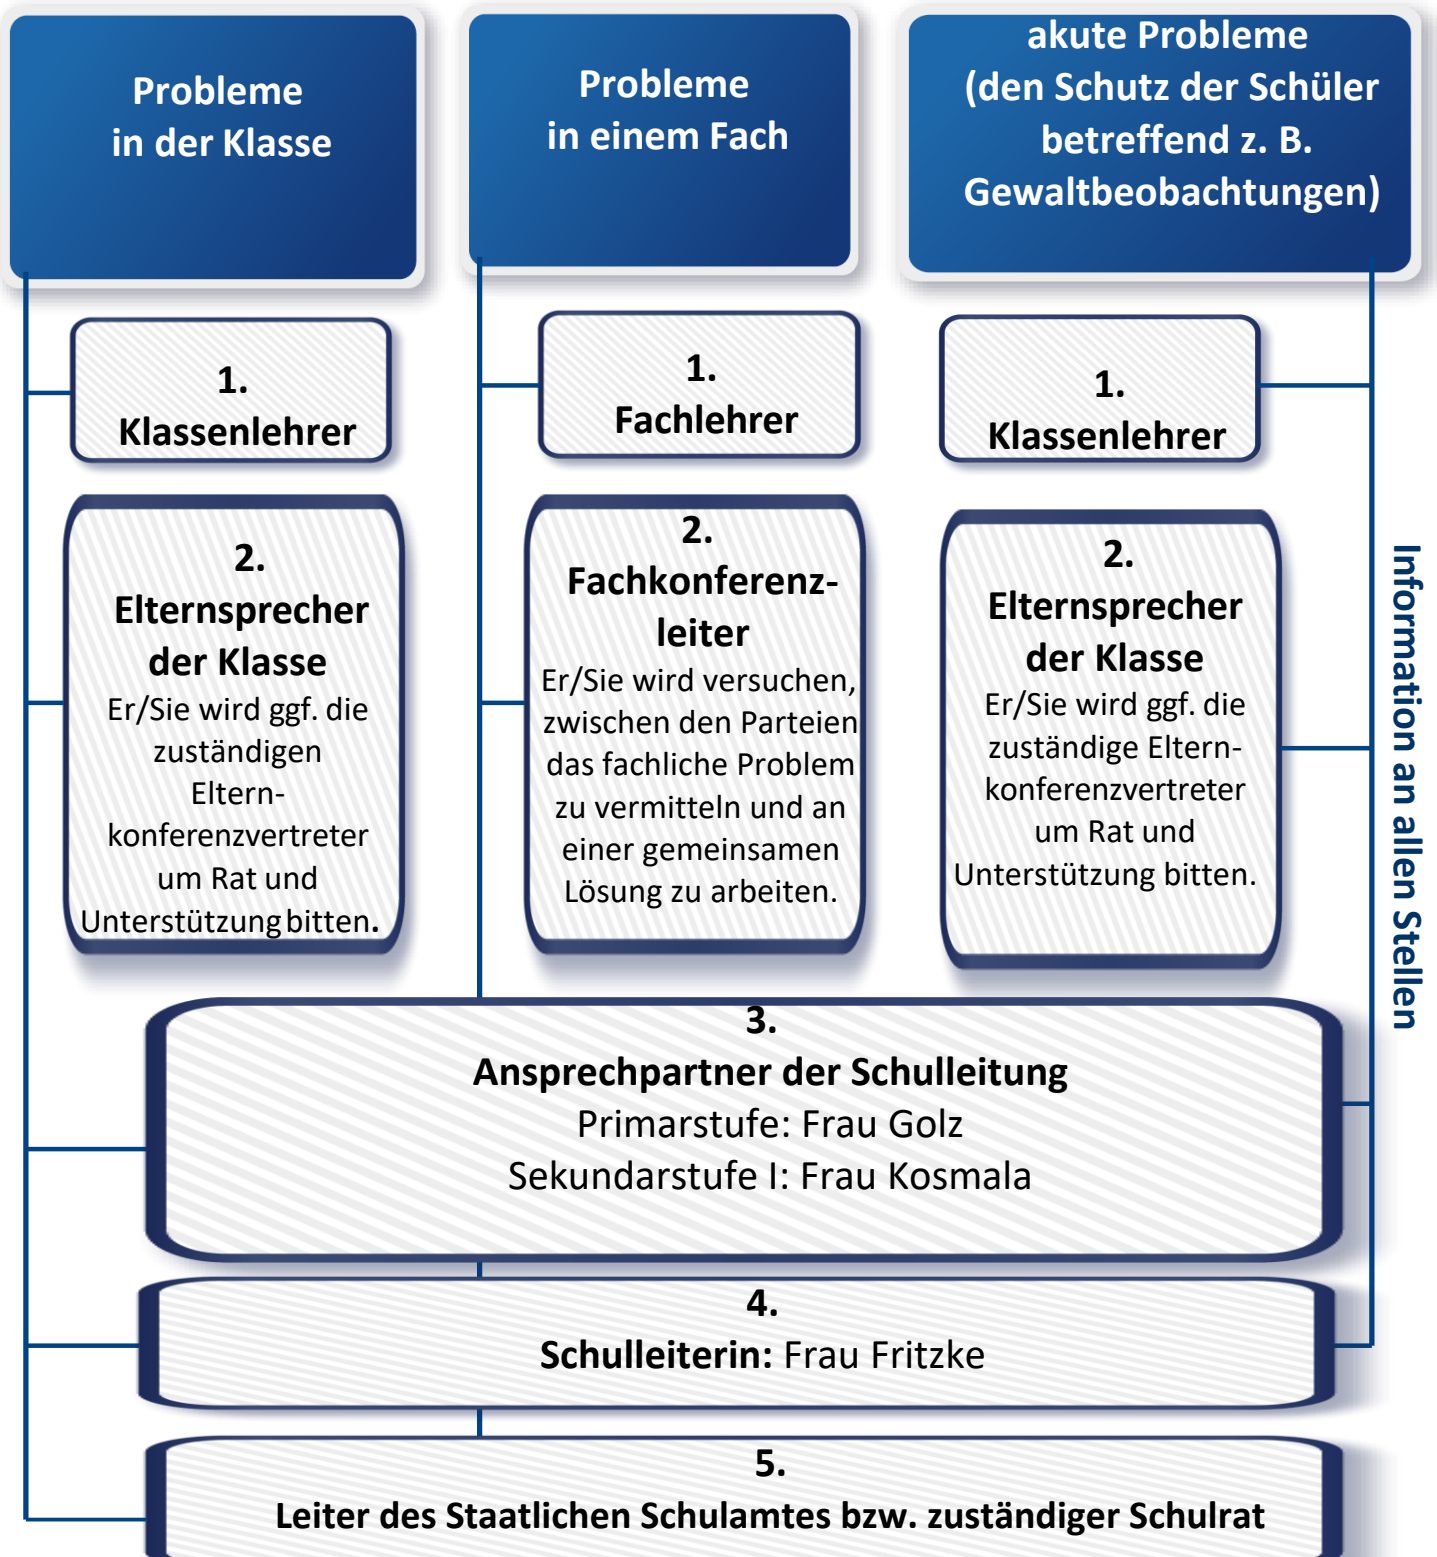 Probleme
in der Klasse
Probleme
in einem Fach
akute Probleme
(den Schutz der Schüler
betreffend z. B.
Gewaltbeobachtungen)
1.
Klassenlehrer
1.
Fachlehrer
1.
Klassenlehrer
2.
Elternsprecher
der Klasse
Er/Sie wird ggf. die
zuständigen
Eltern-
konferenzvertreter
um Rat und
Unterstützung bitten.
2.
Fachkonferenz-
leiter
Er/Sie wird versuchen,
zwischen den Parteien
das fachliche Problem
zu vermitteln und an
einer gemeinsamen
Lösung zu arbeiten.
2.
Elternsprecher
der Klasse
Er/Sie wird ggf. die
zuständige Eltern-
konferenzvertreter
um Rat und
Unterstützung bitten.
Information an allen Stellen
3.
Ansprechpartner der Schulleitung
Primarstufe: Frau Golz
Sekundarstufe I: Frau Kosmala
4.
Schulleiterin: Frau Fritzke
5.
Leiter des Staatlichen Schulamtes bzw. zuständiger Schulrat